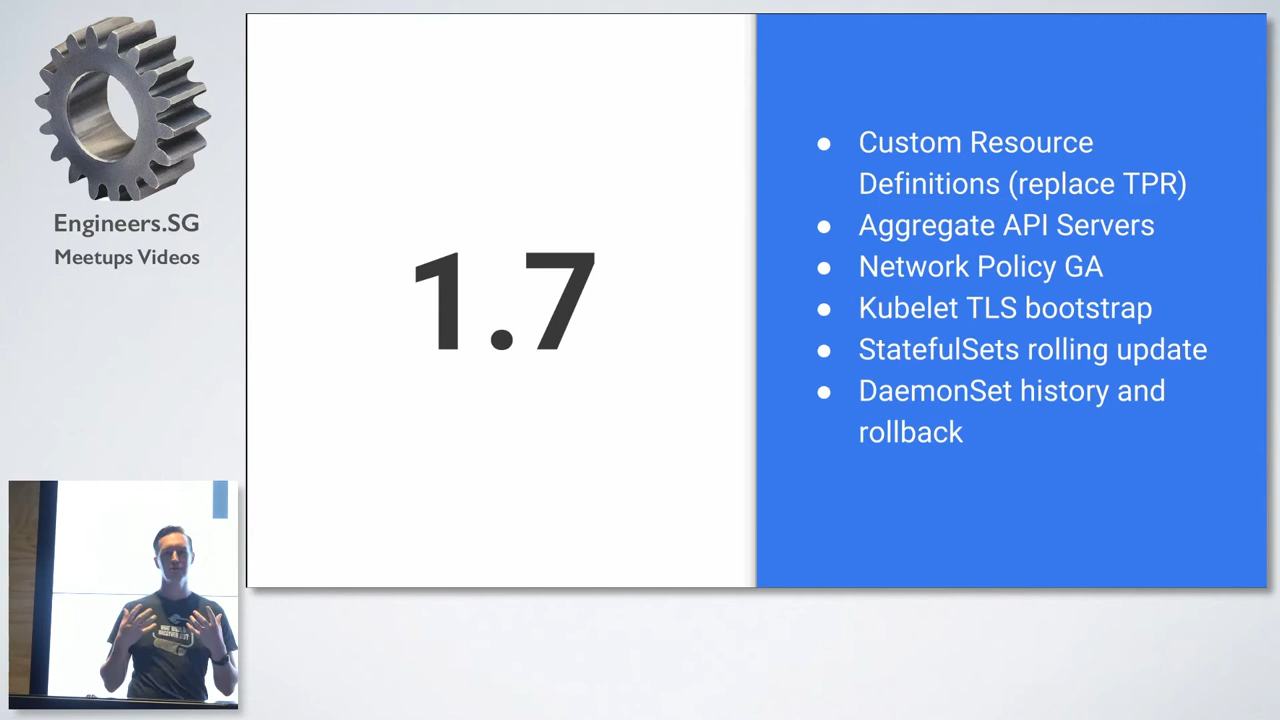 Engineers.SG
Meetups Videos
1.7
● Custom Resource
Definitions (replace TPR)
● Aggregate API Servers
● Network Policy GA
● Kubelet TLS bootstrap
● StatefulSets rolling update
● DaemonSet history and
rollback